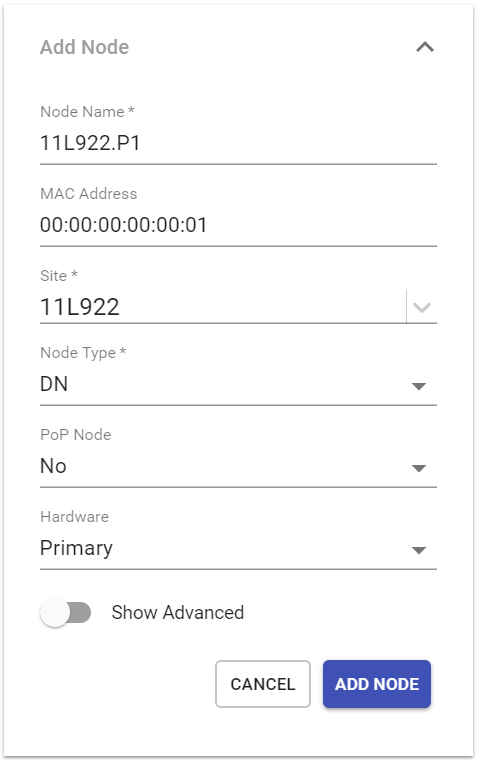 Add Node
Node Name *
11L922.P1
MAC Address
00:00:00:00:00:01
Site *
11L922
Node Type *
DN
PoP Node
No
Hardware
Primary
Show Advanced
CANCEL ADD NODE